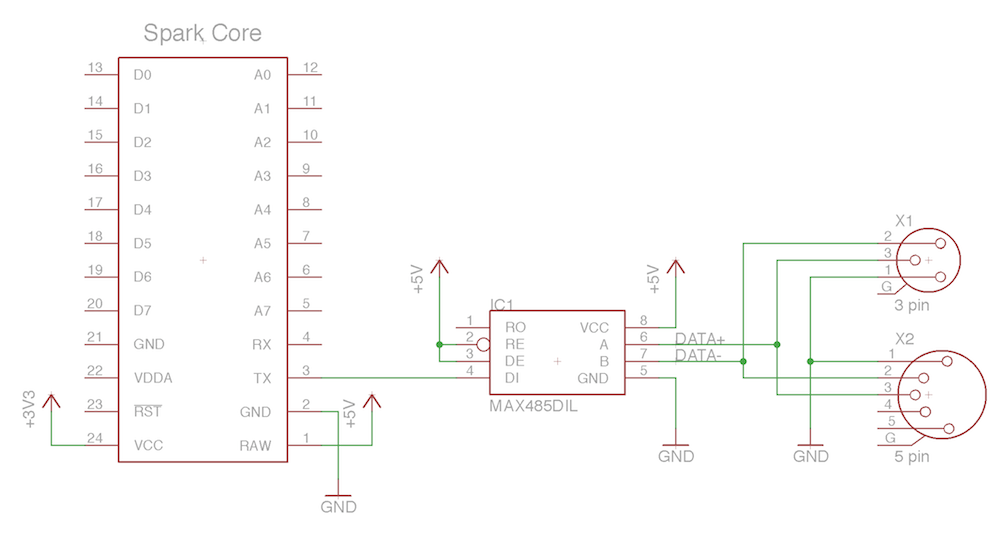 Spark Core
13 D0 A0 12
14 D1 A1 11
15 D2 A2 10
16 D3 A3 9
17 D4 A4 8
18 D5 A5 7
19 D6 A6 6
20 D7 A7 5
21 GND RX 4
22 VDDA TX 3
23 RST GND 2
24 VCC RAW 1
+3V3
+5V
GND
+5V
IC1
1 RO VCC 8
2 RE A 6
3 DE B 7
4 DI GND 5
MAX485DIL
+5V
DATA+
DATA-
GND
GND
X1
2
3
1
G
3 pin
X2
1
2
3
4
5
G
5 pin